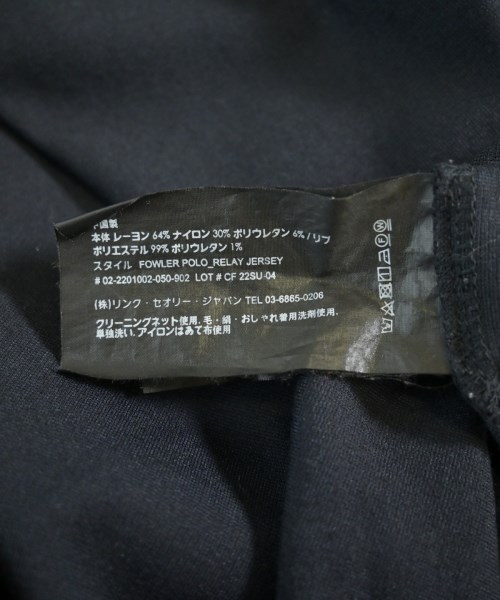 中国製
本体 レーヨン 64% ナイロン 30% ポリウレタン 6% / リブ
ポリエステル 99% ポリウレタン 1%
スタイル FOWLER POLO_RELAY JERSEY
# 02-2201002-050-902 LOT # CF 22SU-04
(株)リンク・セオリー・ジャパン TEL 03-6865-0206
クリーニングネット使用. 毛・絹・おしゃれ着用洗剤使用.
単独洗い. アイロンはあて布使用